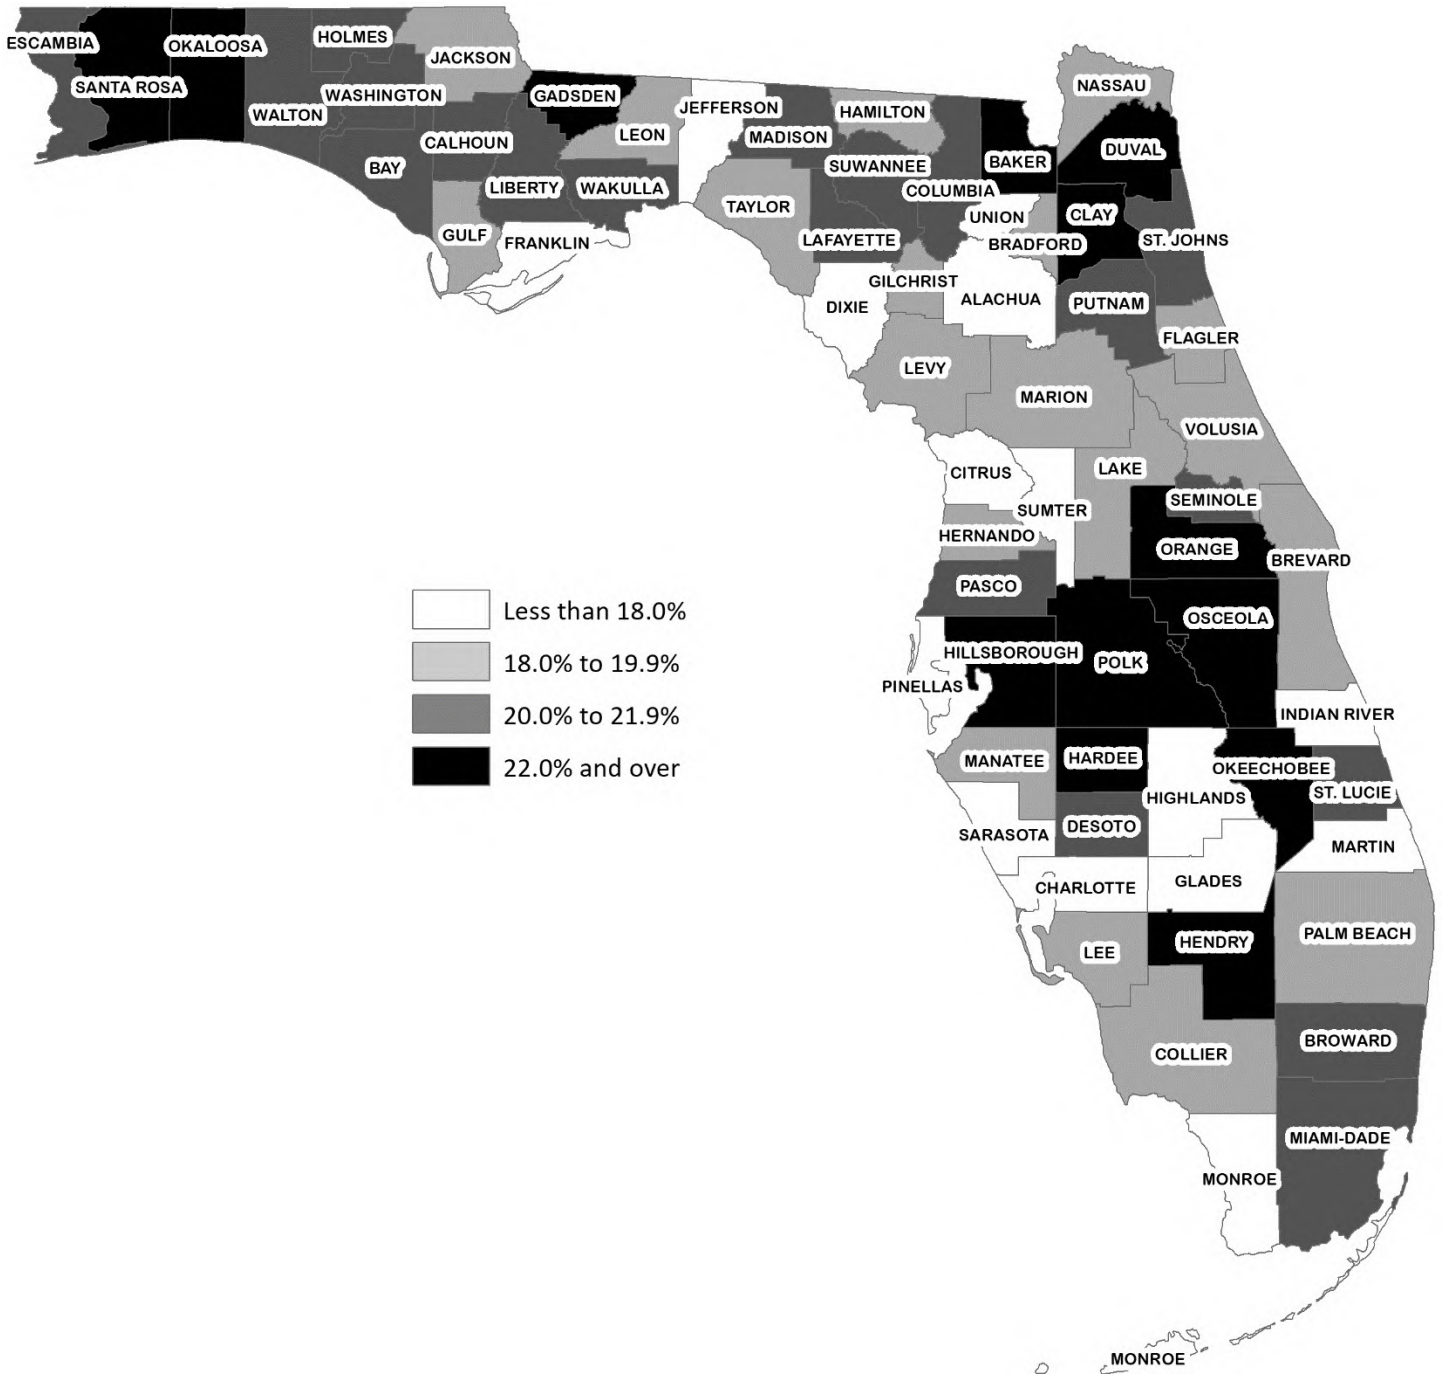 ESCAMBIA
SANTA ROSA
OKALOOSA
HOLMES
JACKSON
WASHINGTON
WALTON
GADSDEN
JEFFERSON
HAMILTON
NASSAU
LEON
MADISON
CALHOUN
BAY
SUWANNEE
BAKER
DUVAL
LIBERTY
WAKULLA
COLUMBIA
TAYLOR
UNION
CLAY
GULF
FRANKLIN
LAFAYETTE
BRADFORD
ST. JOHNS
GILCHRIST
DIXIE
ALACHUA
PUTNAM
FLAGLER
LEVY
MARION
VOLUSIA
CITRUS
LAKE
SUMTER
SEMINOLE
HERNANDO
ORANGE
BREVARD
PASCO
OSCEOLA
HILLSBOROUGH
POLK
PINELLAS
INDIAN RIVER
Less than 18.0%
18.0% to 19.9%
20.0% to 21.9%
22.0% and over
MANATEE
HARDEE
OKEECHOBEE
HIGHLANDS
ST. LUCIE
SARASOTA
DESOTO
MARTIN
CHARLOTTE
GLADES
LEE
HENDRY
PALM BEACH
COLLIER
BROWARD
MIAMI-DADE
MONROE
MONROE